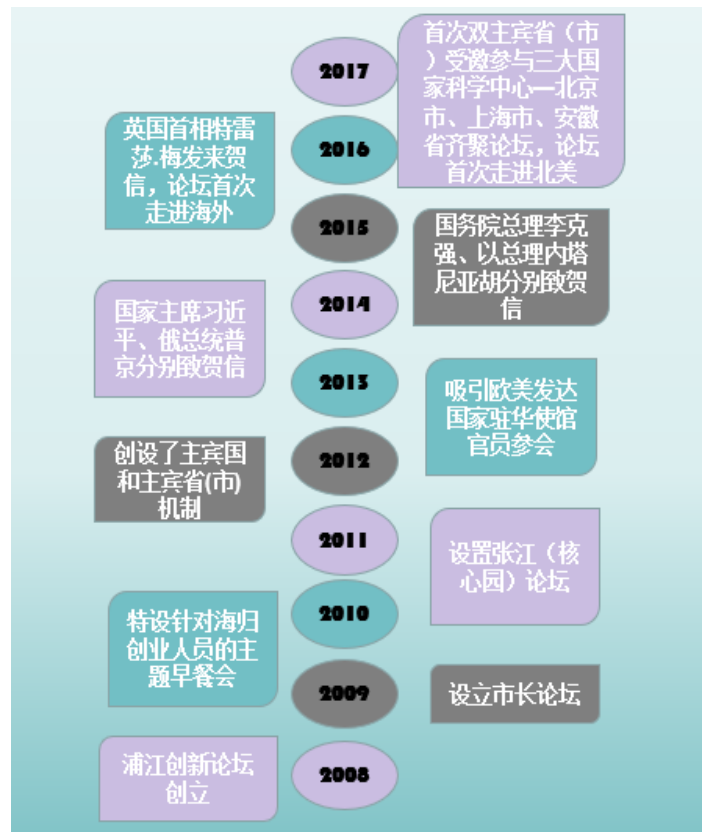 2017
首次双主宾省（市
）受邀参与三大国
家科学中心—北京
市、上海市、安徽
省齐聚论坛，论坛
首次走进北美
2016
英国首相特雷
莎.梅发来贺
信，论坛首次
走进海外
2015
国务院总理李克
强、以总理内塔
尼亚胡分别致贺
信
2014
国家主席习近
平、俄总统普
京分别致贺信
2013
吸引欧美发达
国家驻华使馆
官员参会
2012
创设了主宾国
和主宾省(市)
机制
2011
设置张江（核
心园）论坛
2010
特设针对海归
创业人员的主
题早餐会
2009
设立市长论坛
2008
浦江创新论坛
创立